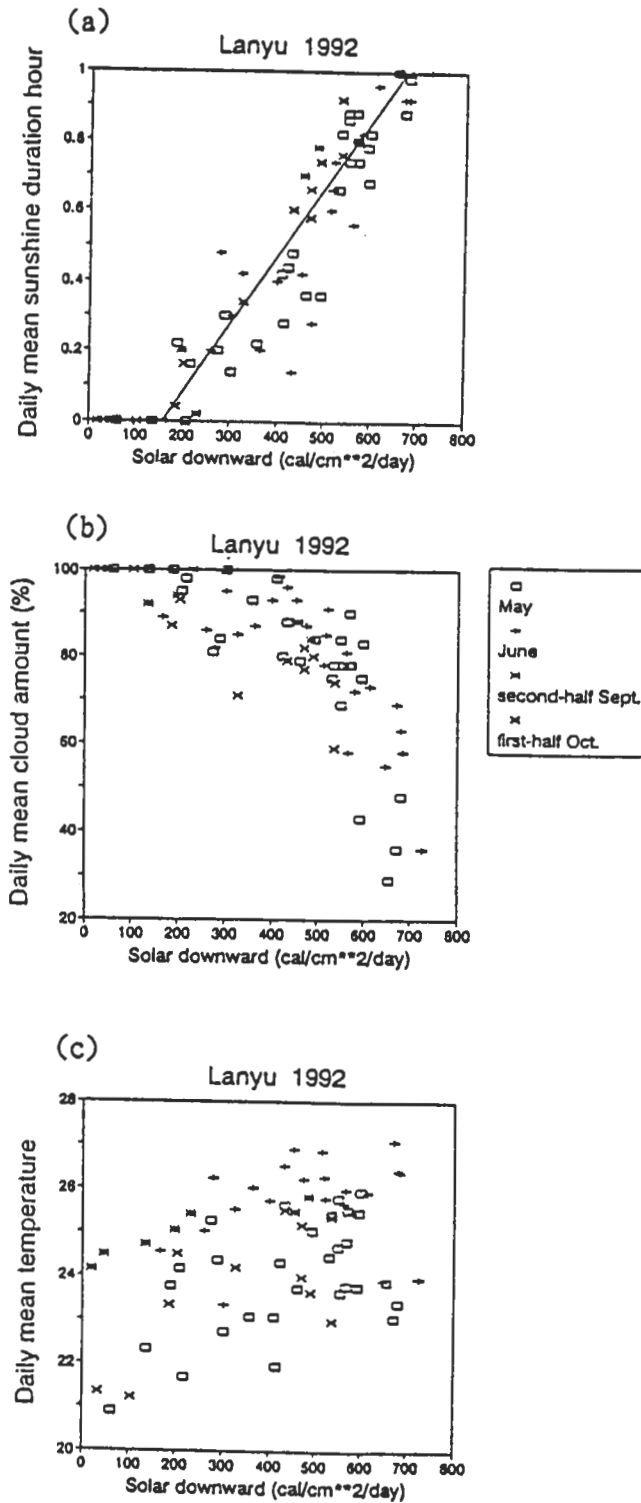 (a)
Lanyu 1992
Daily mean sunshine duration hour
1
0.8
0.6
0.4
0.2
0
0 100 200 300 400 500 600 700 800
Solar downward (cal/cm**2/day)
(b)
Lanyu 1992
Daily mean cloud amount (%)
100
80
60
40
20
0 100 200 300 400 500 600 700 800
Solar downward (cal/cm**2/day)
May
June
second-half Sept.
first-half Oct.
(c)
Lanyu 1992
Daily mean temperature
28
26
24
22
20
0 100 200 300 400 500 600 700 800
Solar downward (cal/cm**2/day)